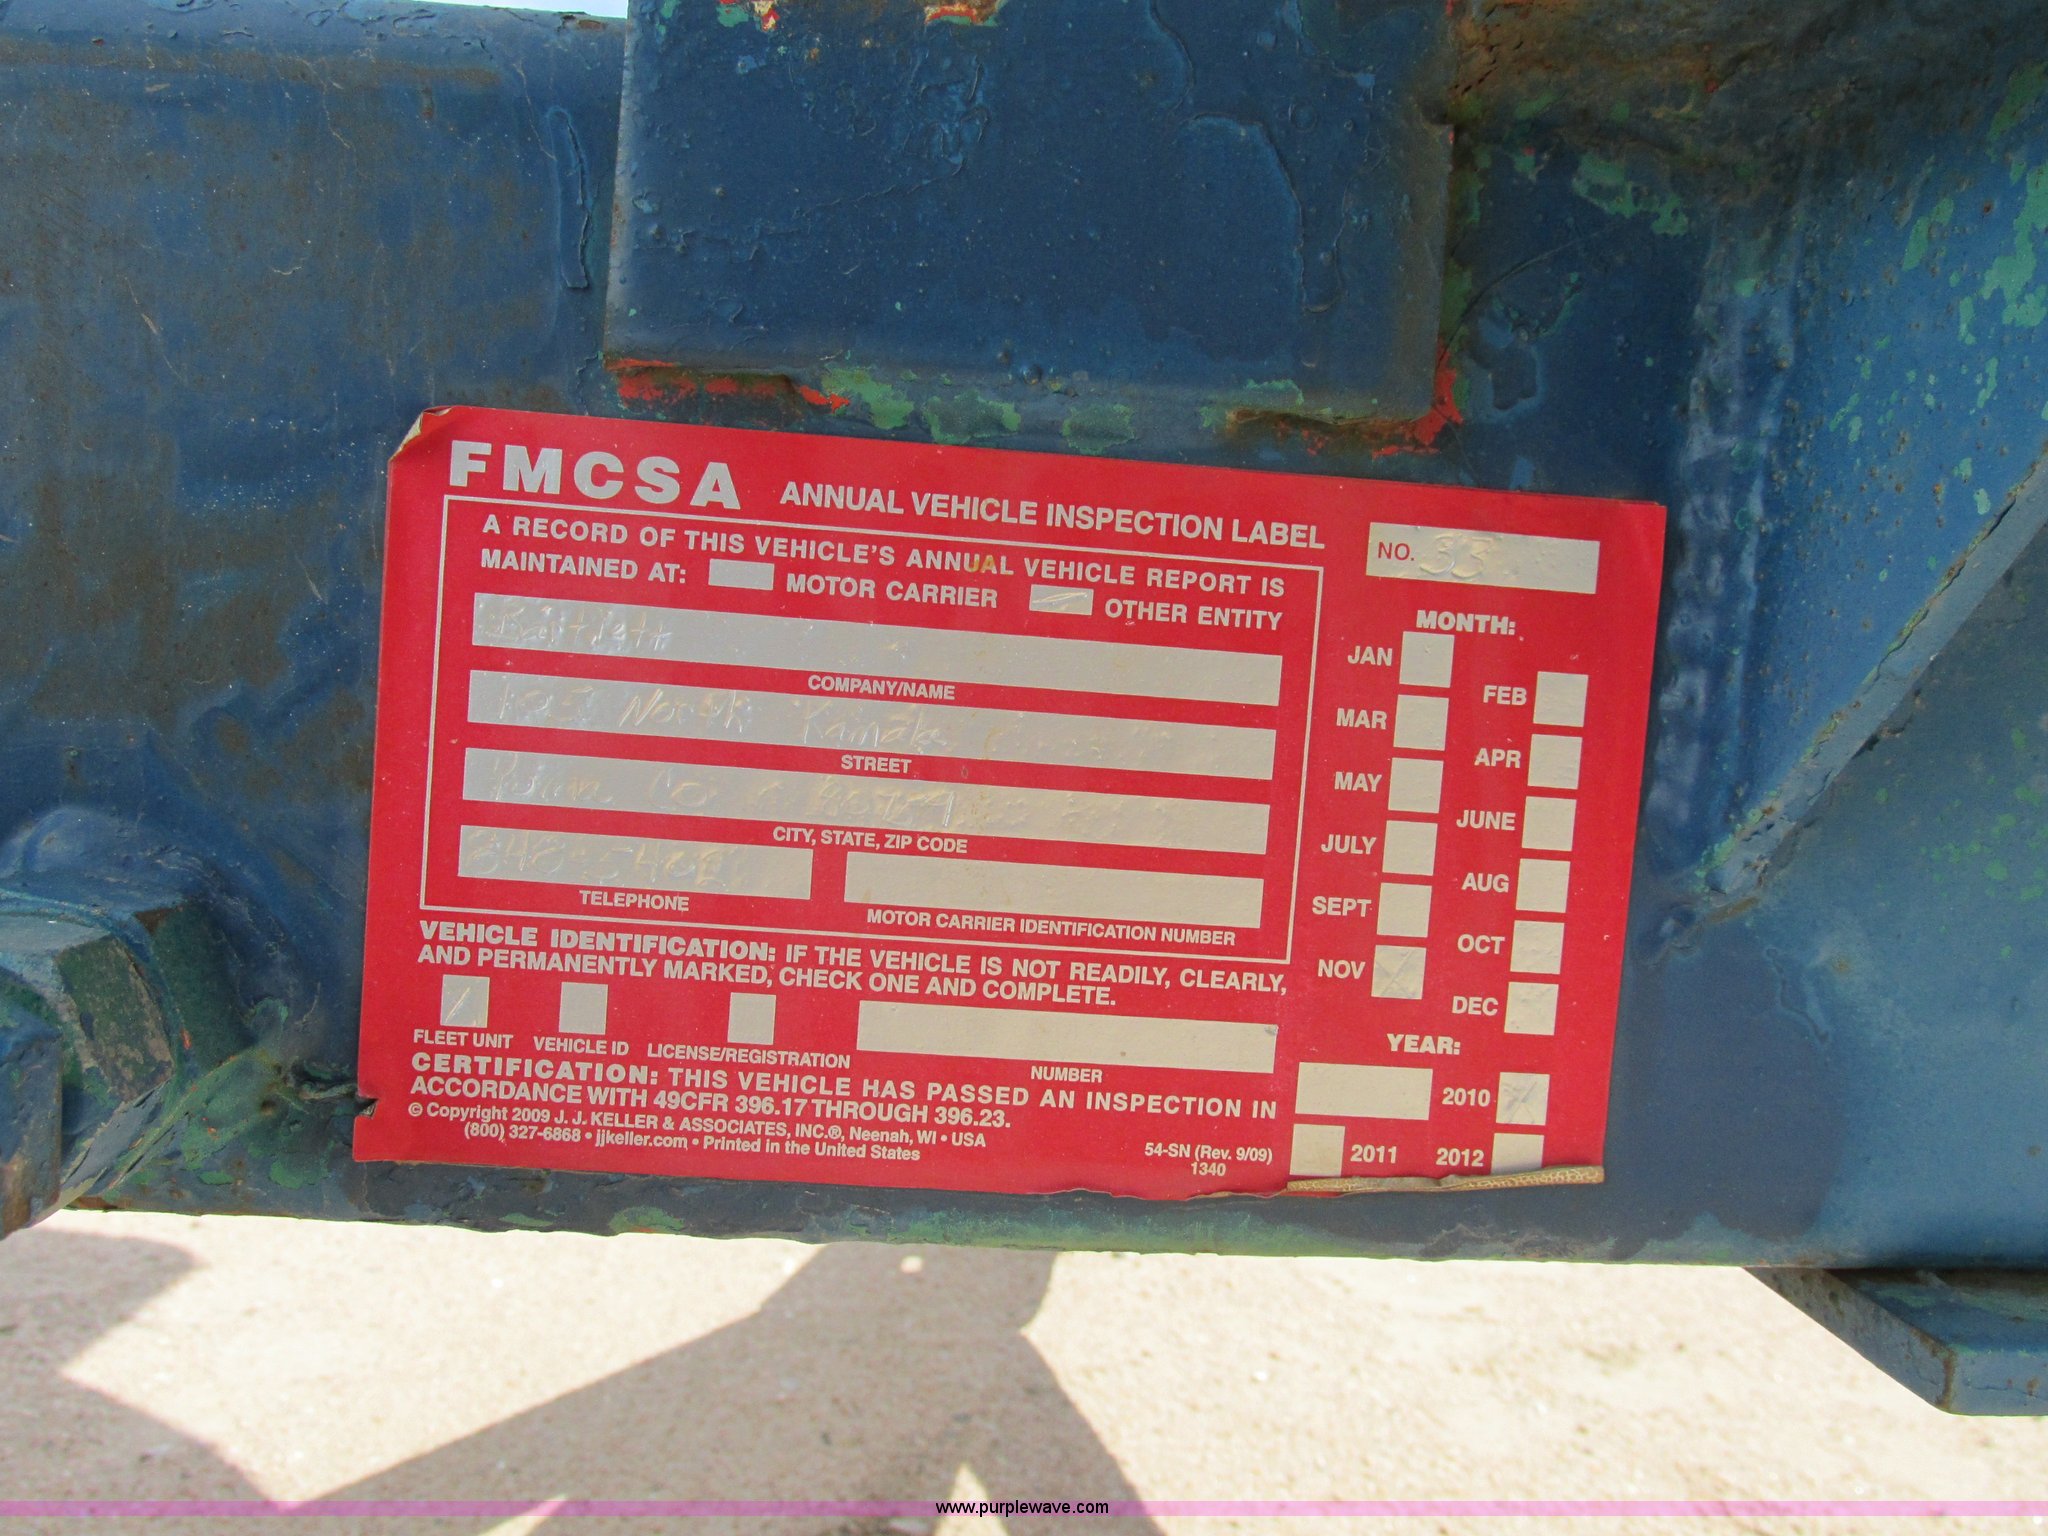 FMCSA ANNUAL VEHICLE INSPECTION LABEL
NO. 33
A RECORD OF THIS VEHICLE'S ANNUAL VEHICLE REPORT IS
MAINTAINED AT: MOTOR CARRIER OTHER ENTITY
Bartlett
COMPANY/NAME
North
STREET
CITY, STATE, ZIP CODE
TELEPHONE
MOTOR CARRIER IDENTIFICATION NUMBER
VEHICLE IDENTIFICATION: IF THE VEHICLE IS NOT READILY, CLEARLY,
AND PERMANENTLY MARKED, CHECK ONE AND COMPLETE.
FLEET UNIT VEHICLE ID LICENSE/REGISTRATION
NUMBER
CERTIFICATION: THIS VEHICLE HAS PASSED AN INSPECTION IN
ACCORDANCE WITH 49CFR 396.17 THROUGH 396.23.
© Copyright 2009 J. J. KELLER & ASSOCIATES, INC.®, Neenah, WI • USA
(800) 327-6868 • jjkeller.com • Printed in the United States
54-SN (Rev. 9/09)
1340
MONTH:
JAN
FEB
MAR
APR
MAY
JUNE
JULY
AUG
SEPT
OCT
NOV
DEC
YEAR:
2010
2011 2012
www.purplewave.com